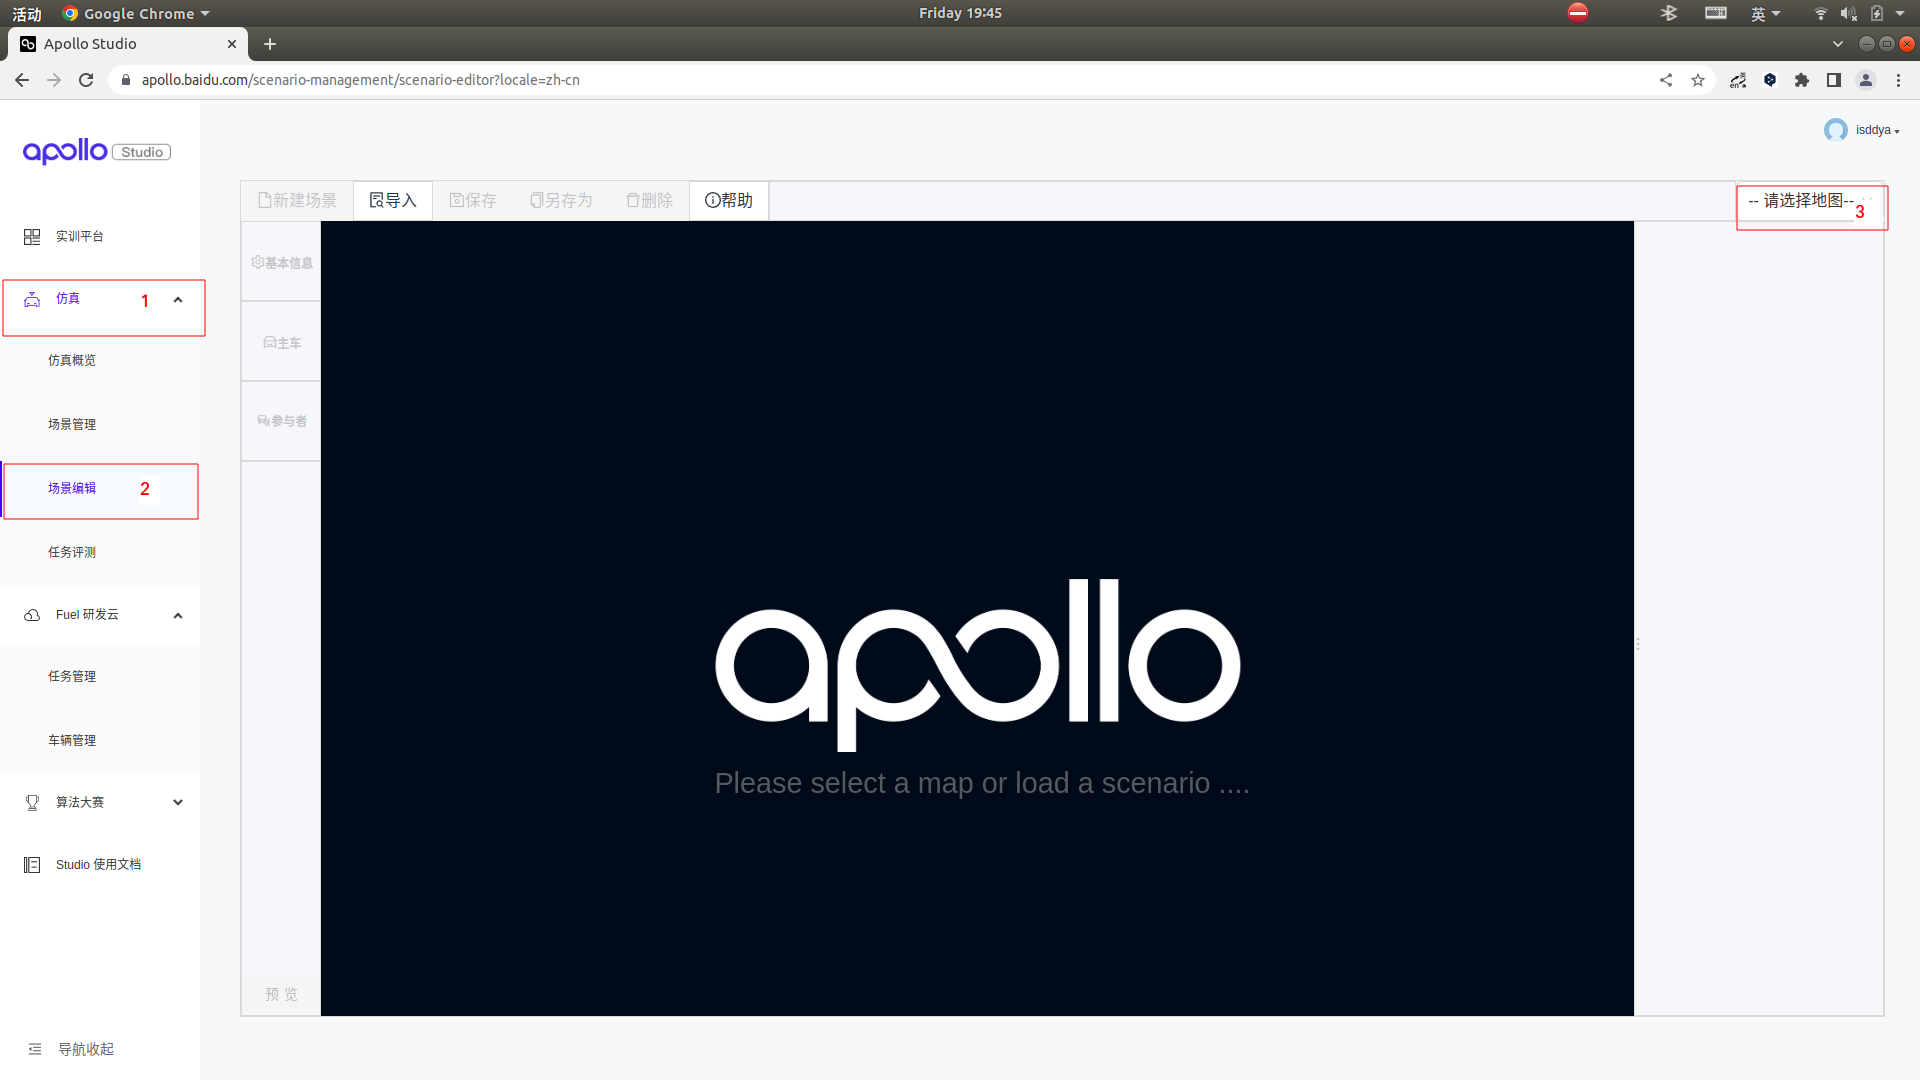 活动
Google Chrome
Friday 19:45
英
Apollo Studio
apollo.baidu.com/scenario-management/scenario-editor?locale=zh-cn
en
英
isddya
apollo Studio
实训平台
仿真 1
仿真概览
场景管理
场景编辑 2
任务评测
Fuel 研发云
任务管理
车辆管理
算法大赛
Studio 使用文档
导航收起
新建场景
导入
保存
另存为
删除
帮助
-- 请选择地图--
3
基本信息
主车
参与者
预 览
apollo
Please select a map or load a scenario ....